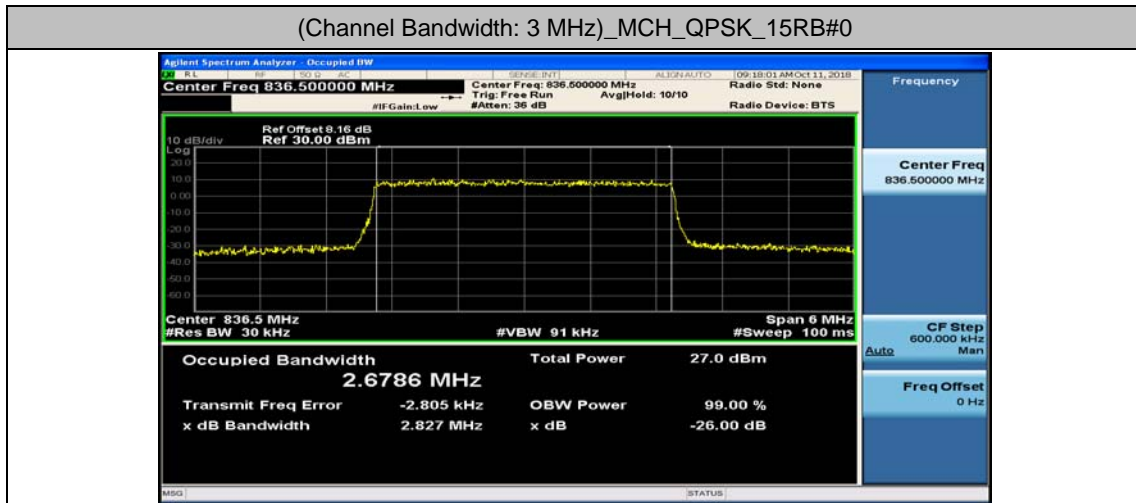 (Channel Bandwidth: 3 MHz)_MCH_QPSK_15RB#0
Agilent Spectrum Analyzer - Occupied BW
RL RF 50 Ω AC SENSE:INT ALIGN AUTO 09:18:01 AM Oct 11, 2018
Center Freq 836.500000 MHz
Center Freq: 836.500000 MHz Radio Std: None
Trig: Free Run Avg|Hold: 10/10
#IFGain:Low #Atten: 36 dB Radio Device: BTS
Ref Offset 8.16 dB
10 dB/div Ref 30.00 dBm
Log
20.0
10.0
0.00
-10.0
-20.0
-30.0
-40.0
-50.0
-60.0
Center 836.5 MHz Span 6 MHz
#Res BW 30 kHz #VBW 91 kHz #Sweep 100 ms
Occupied Bandwidth Total Power 27.0 dBm
2.6786 MHz
Transmit Freq Error -2.805 kHz OBW Power 99.00 %
x dB Bandwidth 2.827 MHz x dB -26.00 dB
Frequency
Center Freq
836.500000 MHz
CF Step
600.000 kHz
Auto Man
Freq Offset
0 Hz
MSG STATUS